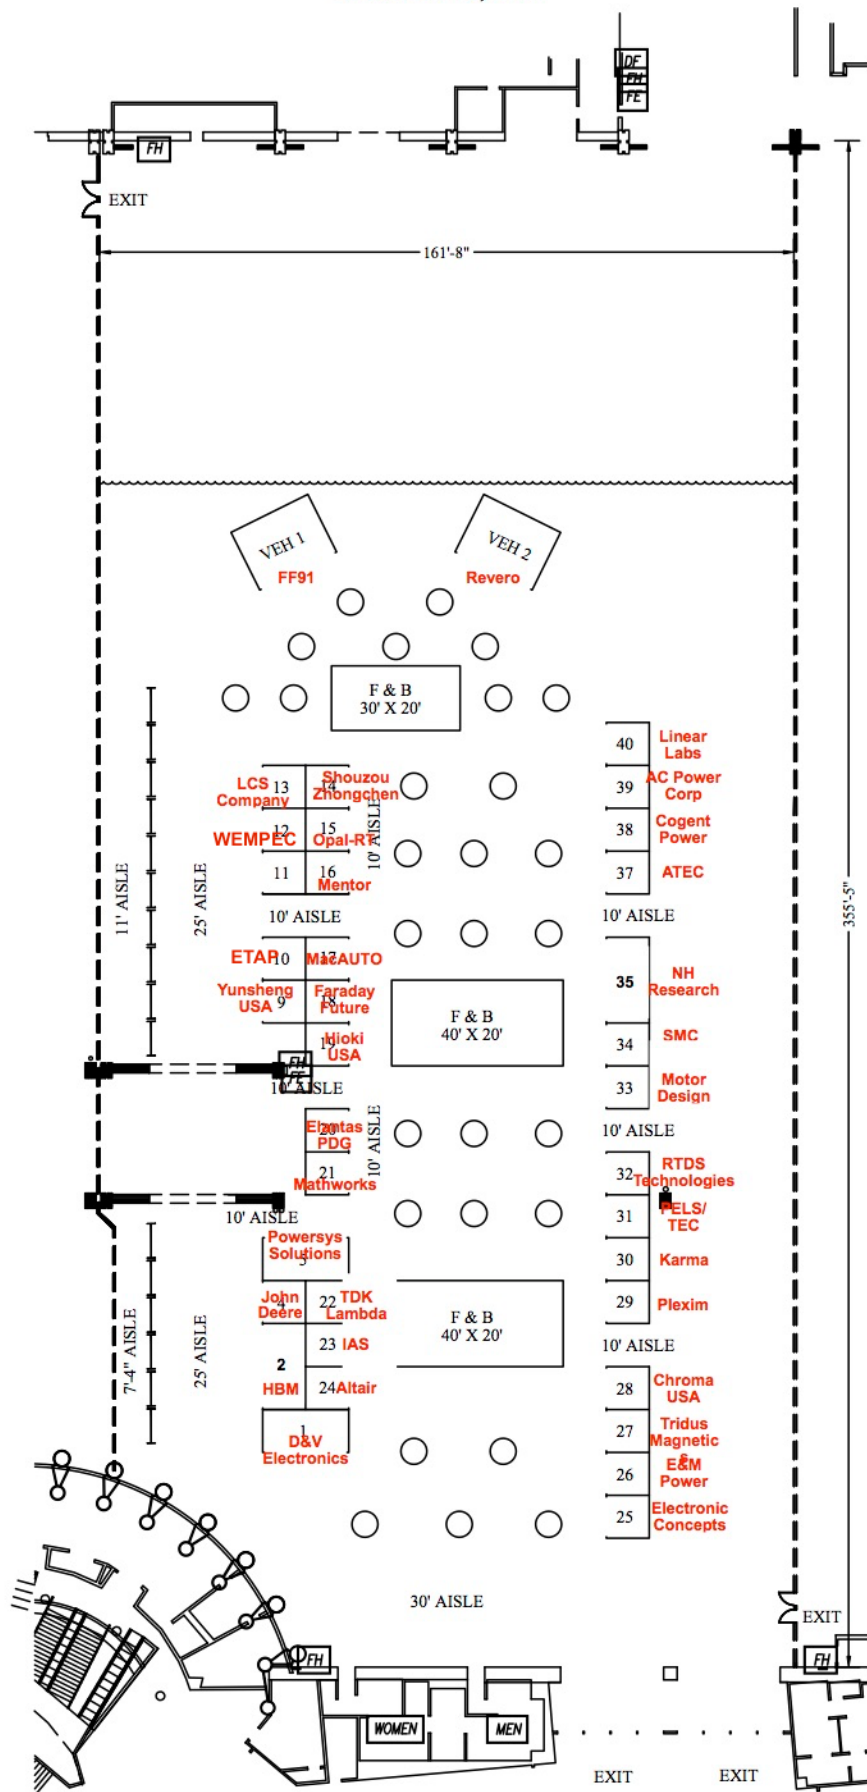 DF
FH
FE
FH
EXIT
161'-8"
VEH 1
VEH 2
FF91
Revero
F & B
30' X 20'
40
Linear
Labs
LCS
Company
13
Shouzou
Zhongchen
14
39
AC Power
Corp
WEMPEC
12
15
Opal-RT
38
Cogent
Power
11
16
Mentor
37
ATEC
10' AISLE
11' AISLE
25' AISLE
10' AISLE
10' AISLE
355'-5"
ETAP
10
17
MacAUTO
Yunsheng
USA
9
Faraday
Future
18
F & B
40' X 20'
35
NH
Research
19
Hioki
USA
34
SMC
FH
FE
10' AISLE
33
Motor
Design
20
Elantas
PDG
10' AISLE
10' AISLE
21
Mathworks
32
RTDS
Technologies
10' AISLE
31
PELS/
TEC
Powersys
Solutions
30
Karma
John
Deere
4
22
TDK
Lambda
29
Plexim
F & B
40' X 20'
7'-4" AISLE
25' AISLE
23
IAS
10' AISLE
2
HBM
24
Altair
28
Chroma
USA
1
D&V
Electronics
27
Tridus
Magnetic
s
26
E&M
Power
25
Electronic
Concepts
30' AISLE
EXIT
FH
FH
WOMEN
MEN
EXIT
EXIT